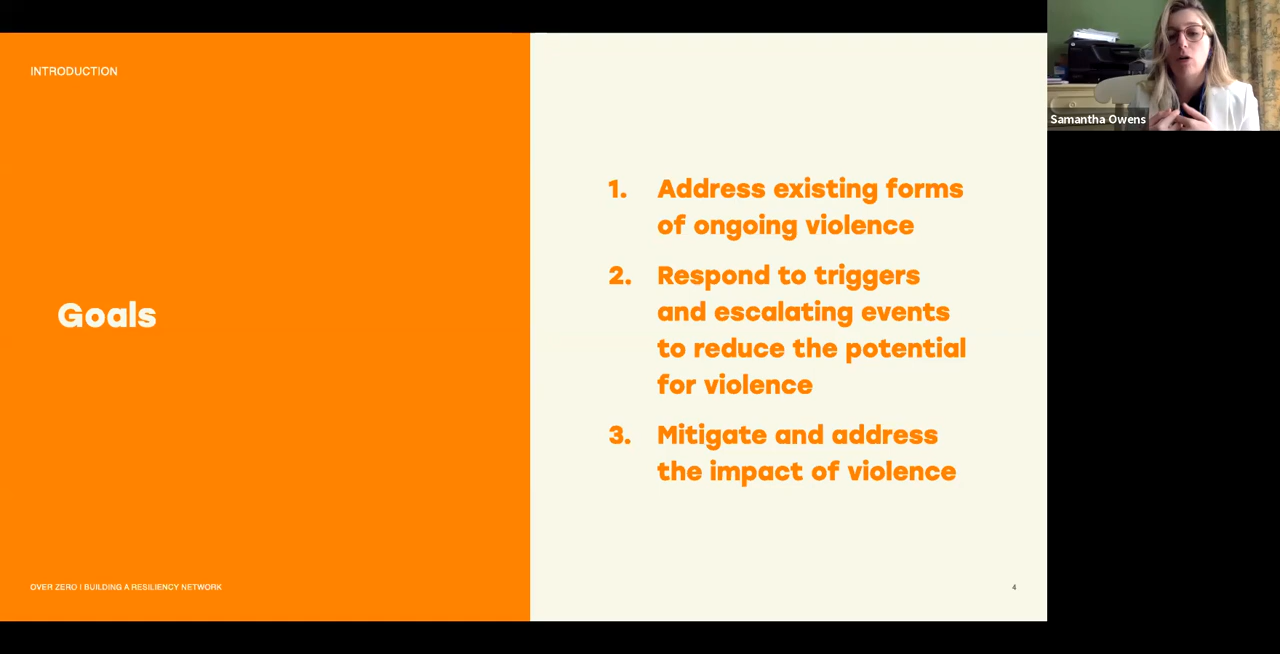 INTRODUCTION
Goals
1. Address existing forms
of ongoing violence
2. Respond to triggers
and escalating events
to reduce the potential
for violence
3. Mitigate and address
the impact of violence
OVER ZERO | BUILDING A RESILIENCY NETWORK
4
Samantha Owens